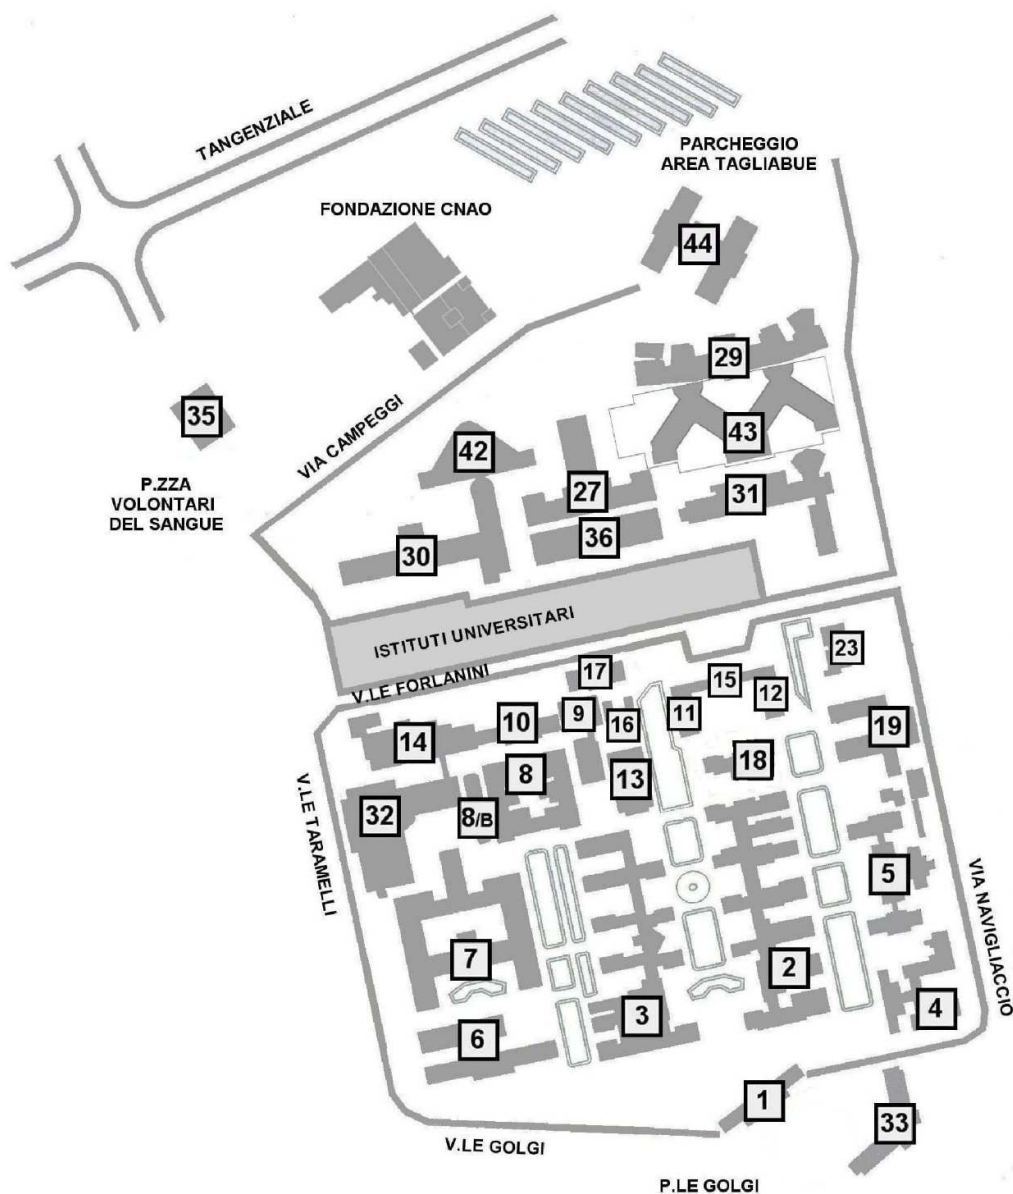 TANGENZIALE
PARCHEGGIO
AREA TAGLIABUE
FONDAZIONE CNAO
44
29
35
VIA CAMPEGGI
43
42
P.ZZA
VOLONTARI
DEL SANGUE
27
31
36
30
ISTITUTI UNIVERSITARI
23
17
V.LE FORLANINI
15
12
9
11
10
16
19
14
18
8
13
V.LE TARAMELLI
32
8/B
5
VIA NAVIGLIACCIO
7
2
4
3
6
1
33
V.LE GOLGI
P.LE GOLGI